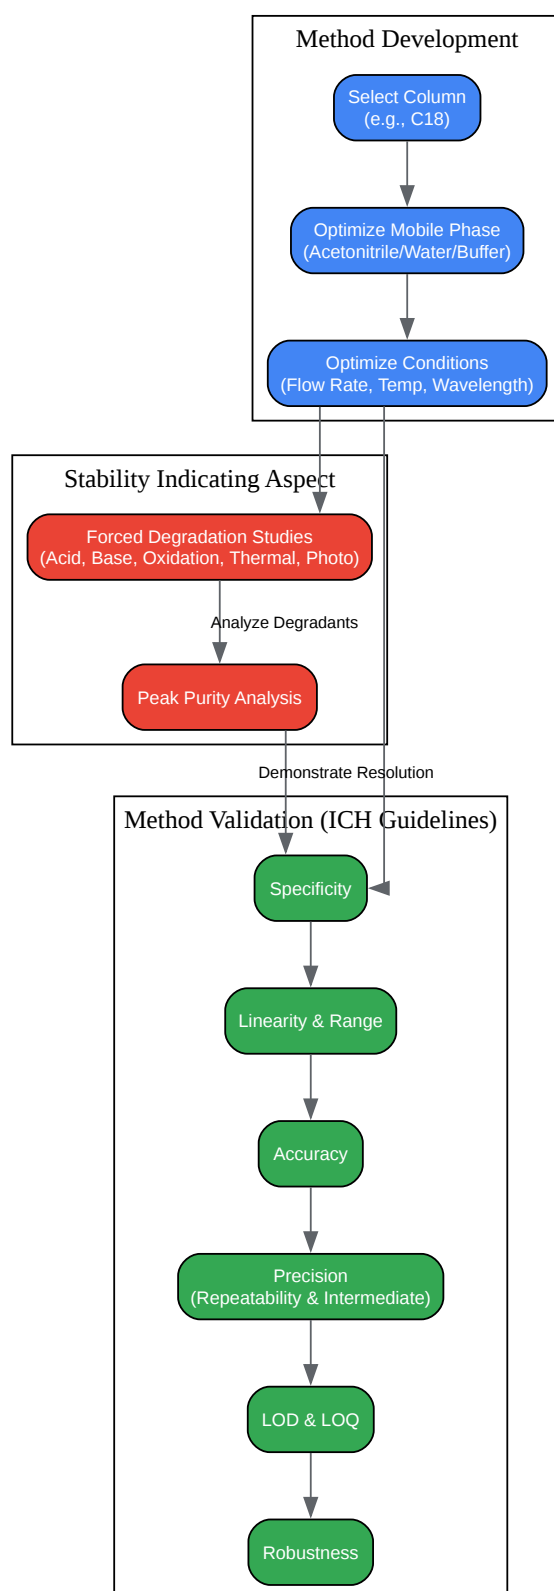 Method Development
Select Column
(e.g., C18)
Optimize Mobile Phase
(Acetonitrile/Water/Buffer)
Optimize Conditions
(Flow Rate, Temp, Wavelength)
Stability Indicating Aspect
Forced Degradation Studies
(Acid, Base, Oxidation, Thermal, Photo)
Analyze Degradants
Peak Purity Analysis
Demonstrate Resolution
Method Validation (ICH Guidelines)
Specificity
Linearity & Range
Accuracy
Precision
(Repeatability & Intermediate)
LOD & LOQ
Robustness